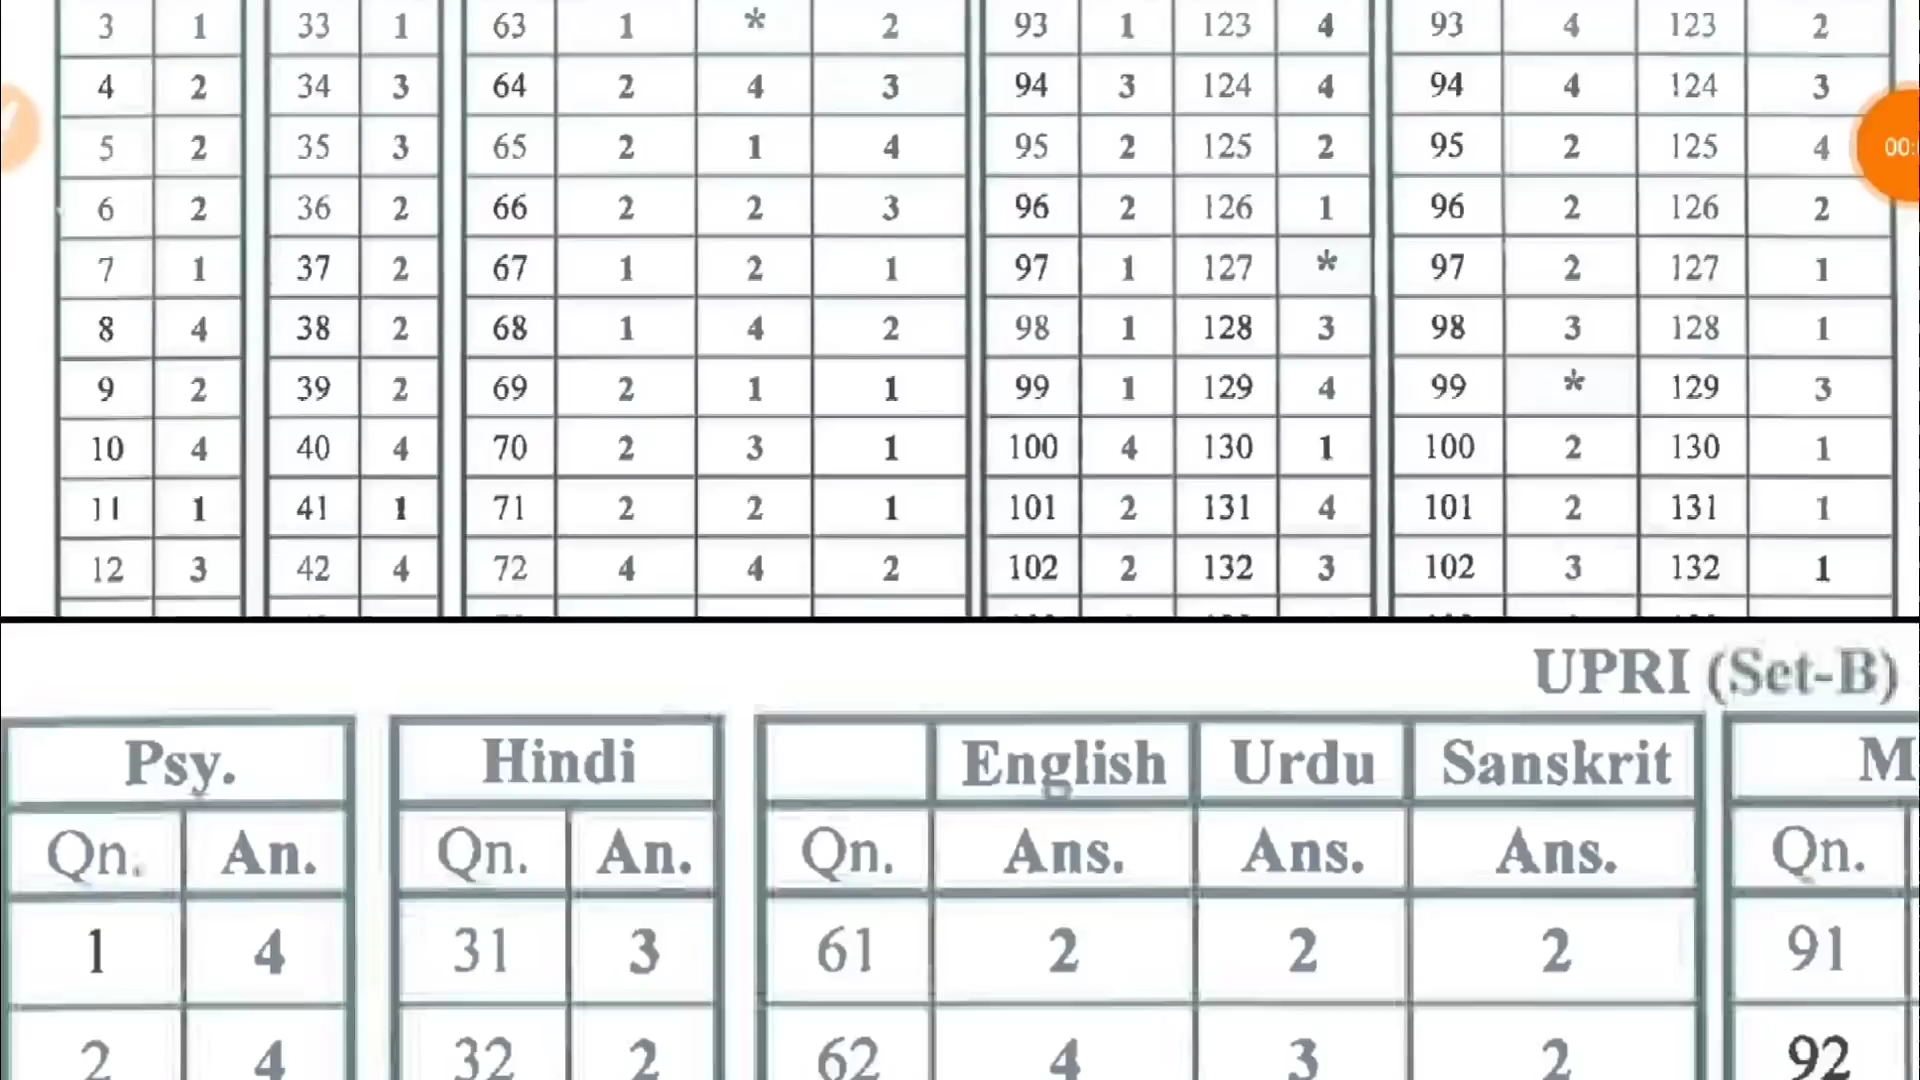 3 1 33 1 63 1 * 2 93 1 123 4 93 4 123 2
4 2 34 3 64 2 4 3 94 3 124 4 94 4 124 3
5 2 35 3 65 2 1 4 95 2 125 2 95 2 125 4
6 2 36 2 66 2 2 3 96 2 126 1 96 2 126 2
7 1 37 2 67 1 2 1 97 1 127 * 97 2 127 1
8 4 38 2 68 1 4 2 98 1 128 3 98 3 128 1
9 2 39 2 69 2 1 1 99 1 129 4 99 * 129 3
10 4 40 4 70 2 3 1 100 4 130 1 100 2 130 1
11 1 41 1 71 2 2 1 101 2 131 4 101 2 131 1
12 3 42 4 72 4 4 2 102 2 132 3 102 3 132 1
00:
UPRI (Set-B)
Psy. Hindi English Urdu Sanskrit M
Qn. An. Qn. An. Qn. Ans. Ans. Ans. Qn.
1 4 31 3 61 2 2 2 91
2 4 32 2 62 4 3 2 92